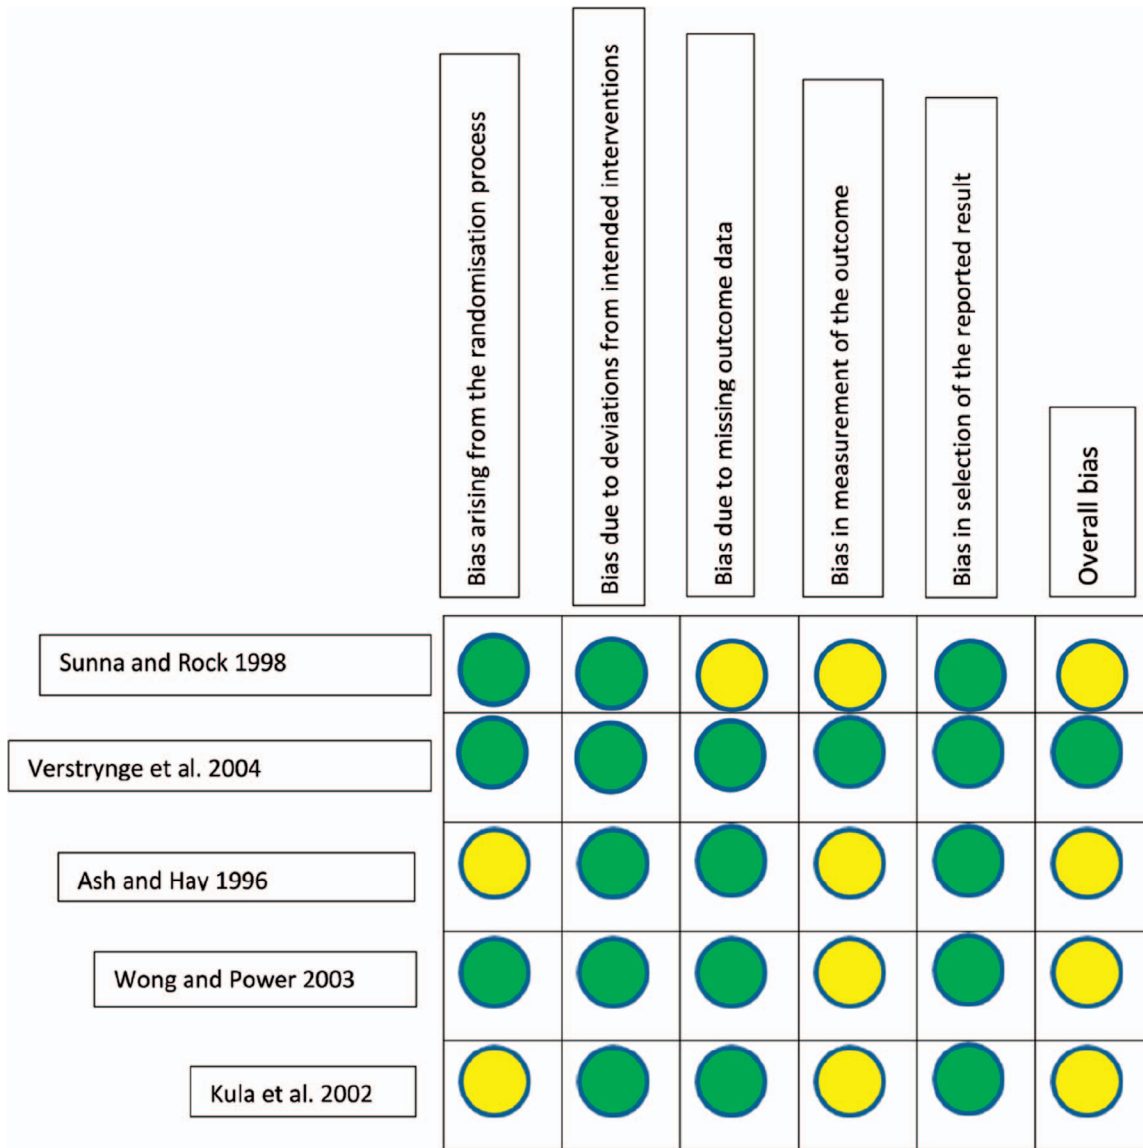 Bias arising from the randomisation process
Bias due to deviations from intended interventions
Bias due to missing outcome data
Bias in measurement of the outcome
Bias in selection of the reported result
Overall bias
Sunna and Rock 1998
Verstrynge et al. 2004
Ash and Hav 1996
Wong and Power 2003
Kula et al. 2002